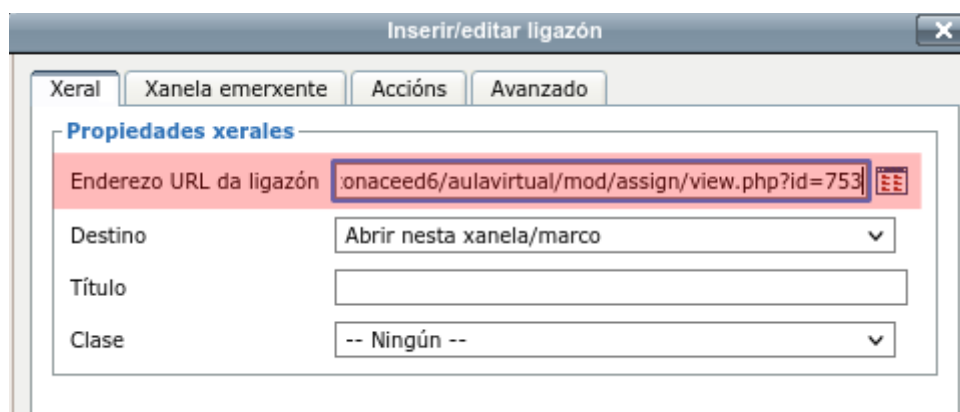 Inserir/editar ligazón
Xeral Xanela emerxente Accións Avanzado
Propiedades xerales
Enderezo URL da ligazón :onaceed6/aulavirtual/mod/assign/view.php?id=753
Destino Abrir nesta xanela/marco
Título
Clase -- Ningún --